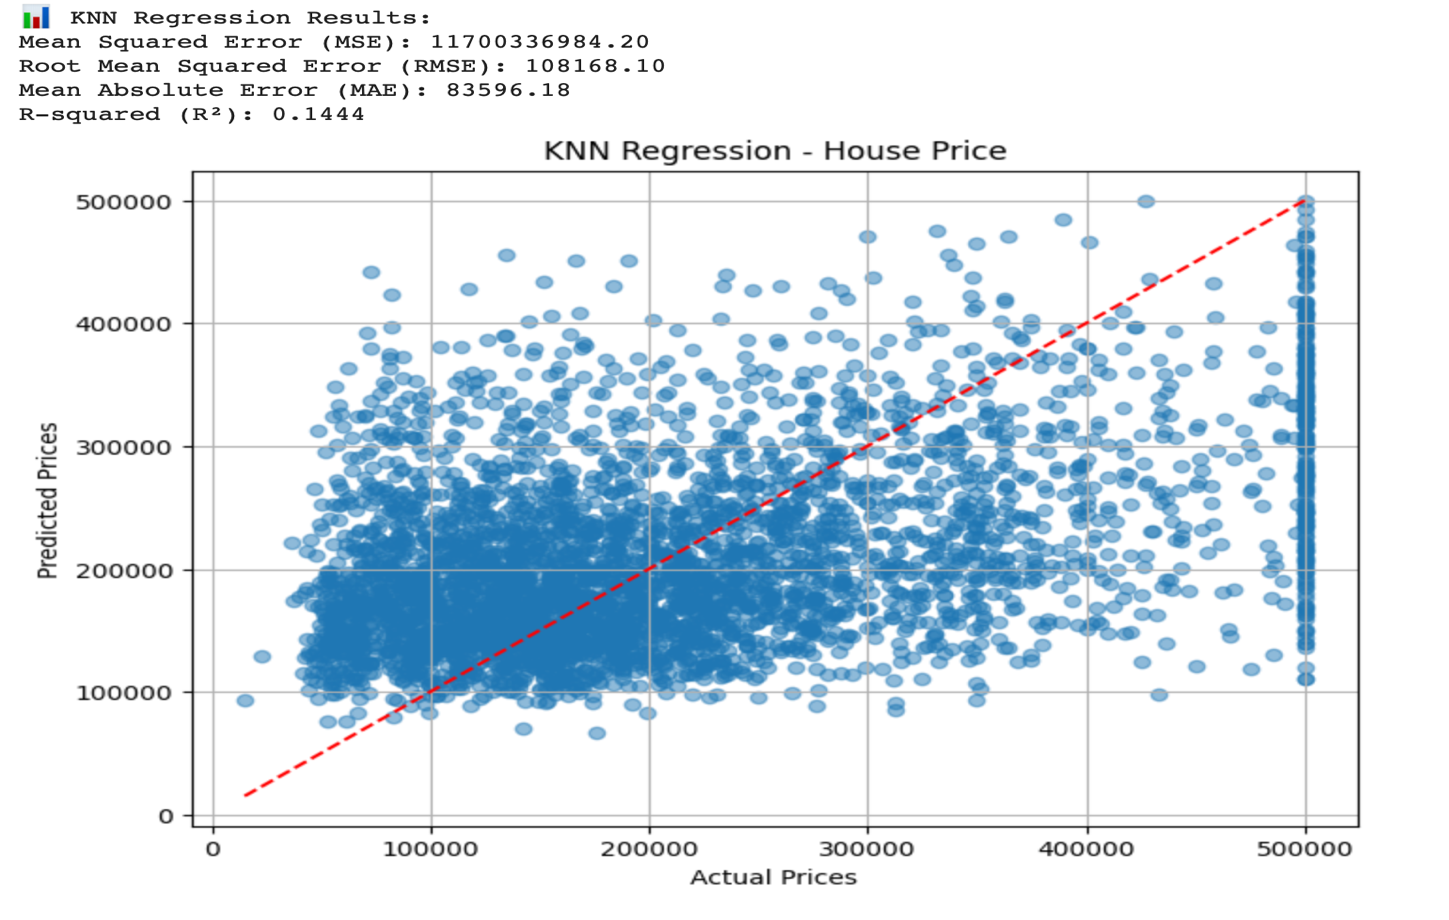 📊 KNN Regression Results:
Mean Squared Error (MSE): 11700336984.20
Root Mean Squared Error (RMSE): 108168.10
Mean Absolute Error (MAE): 83596.18
R-squared (R²): 0.1444
KNN Regression - House Price
500000
400000
300000
200000
100000
0
Predicted Prices
0 100000 200000 300000 400000 500000
Actual Prices